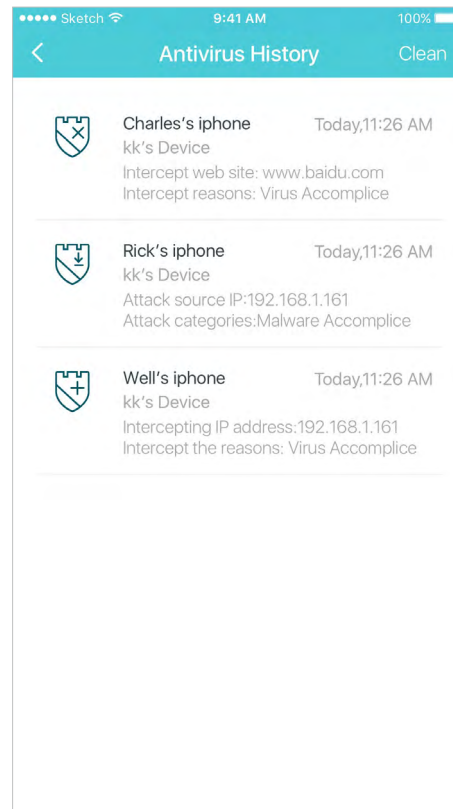 Sketch 9:41 AM 100%
Antivirus History Clean
Charles's iphone Today,11:26 AM
kk's Device
Intercept web site: www.baidu.com
Intercept reasons: Virus Accomplice
Rick's iphone Today,11:26 AM
kk's Device
Attack source IP:192.168.1.161
Attack categories:Malware Accomplice
Well's iphone Today,11:26 AM
kk's Device
Intercepting IP address:192.168.1.161
Intercept the reasons: Virus Accomplice